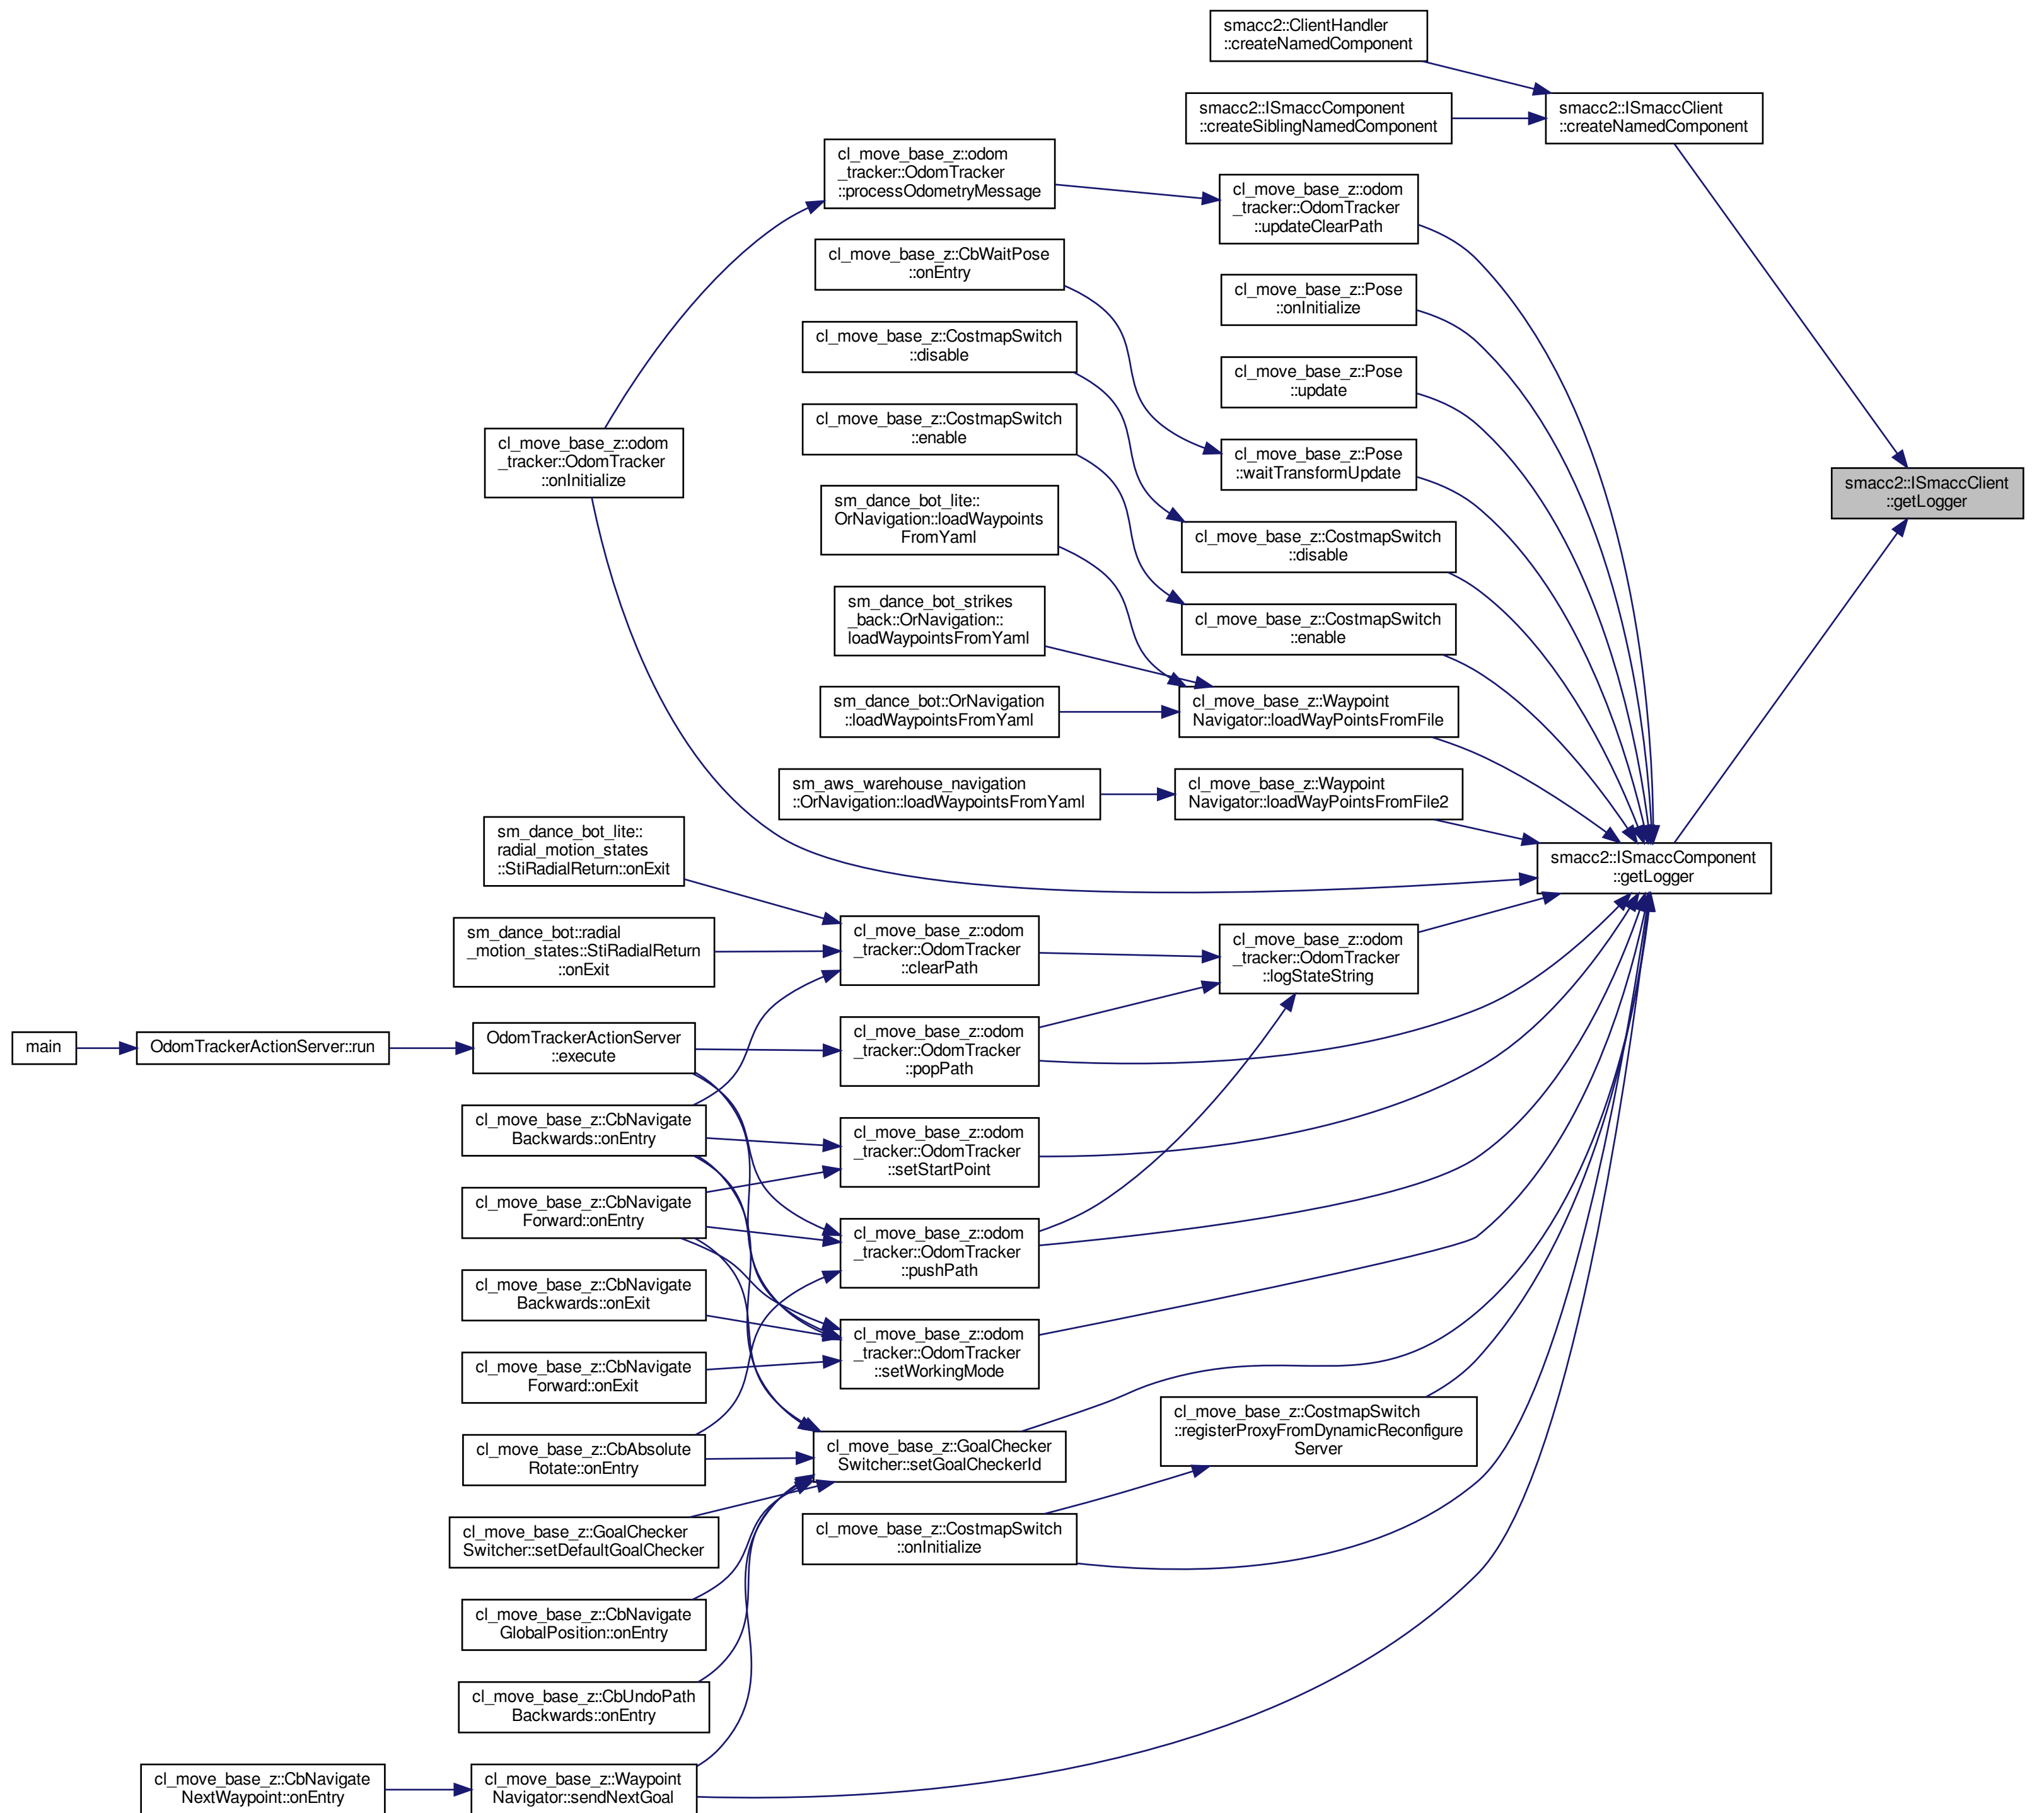 smacc2::ClientHandler
::createNamedComponent
smacc2::ISmaccComponent
::createSiblingNamedComponent
smacc2::ISmaccClient
::createNamedComponent
cl_move_base_z::odom
_tracker::OdomTracker
::processOdometryMessage
cl_move_base_z::odom
_tracker::OdomTracker
::updateClearPath
cl_move_base_z::CbWaitPose
::onEntry
cl_move_base_z::Pose
::onInitialize
cl_move_base_z::CostmapSwitch
::disable
cl_move_base_z::Pose
::update
cl_move_base_z::CostmapSwitch
::enable
cl_move_base_z::odom
_tracker::OdomTracker
::onInitialize
cl_move_base_z::Pose
::waitTransformUpdate
smacc2::ISmaccClient
::getLogger
sm_dance_bot_lite::
OrNavigation::loadWaypoints
FromYaml
cl_move_base_z::CostmapSwitch
::disable
sm_dance_bot_strikes
_back::OrNavigation::
loadWaypointsFromYaml
cl_move_base_z::CostmapSwitch
::enable
sm_dance_bot::OrNavigation
::loadWaypointsFromYaml
cl_move_base_z::Waypoint
Navigator::loadWayPointsFromFile
sm_aws_warehouse_navigation
::OrNavigation::loadWaypointsFromYaml
cl_move_base_z::Waypoint
Navigator::loadWayPointsFromFile2
sm_dance_bot_lite::
radial_motion_states
::StiRadialReturn::onExit
smacc2::ISmaccComponent
::getLogger
sm_dance_bot::radial
_motion_states::StiRadialReturn
::onExit
cl_move_base_z::odom
_tracker::OdomTracker
::clearPath
cl_move_base_z::odom
_tracker::OdomTracker
::logStateString
main
OdomTrackerActionServer::run
OdomTrackerActionServer
::execute
cl_move_base_z::odom
_tracker::OdomTracker
::popPath
cl_move_base_z::CbNavigate
Backwards::onEntry
cl_move_base_z::odom
_tracker::OdomTracker
::setStartPoint
cl_move_base_z::CbNavigate
Forward::onEntry
cl_move_base_z::odom
_tracker::OdomTracker
::pushPath
cl_move_base_z::CbNavigate
Backwards::onExit
cl_move_base_z::CbNavigate
Forward::onExit
cl_move_base_z::odom
_tracker::OdomTracker
::setWorkingMode
cl_move_base_z::CostmapSwitch
::registerProxyFromDynamicReconfigure
Server
cl_move_base_z::CbAbsolute
Rotate::onEntry
cl_move_base_z::GoalChecker
Switcher::setGoalCheckerId
cl_move_base_z::GoalChecker
Switcher::setDefaultGoalChecker
cl_move_base_z::CostmapSwitch
::onInitialize
cl_move_base_z::CbNavigate
GlobalPosition::onEntry
cl_move_base_z::CbUndoPath
Backwards::onEntry
cl_move_base_z::CbNavigate
NextWaypoint::onEntry
cl_move_base_z::Waypoint
Navigator::sendNextGoal